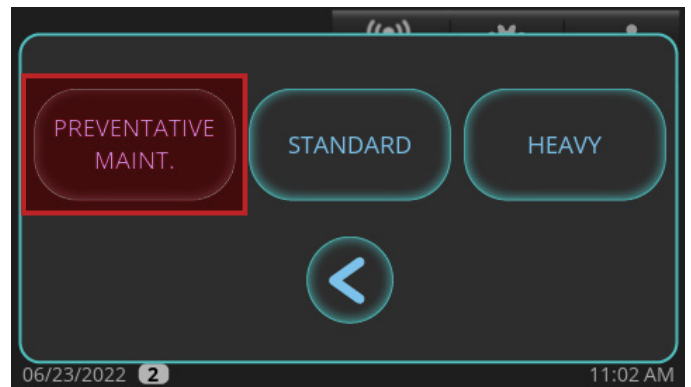 PREVENTATIVE
MAINT.
STANDARD
HEAVY
06/23/2022 2
11:02 AM